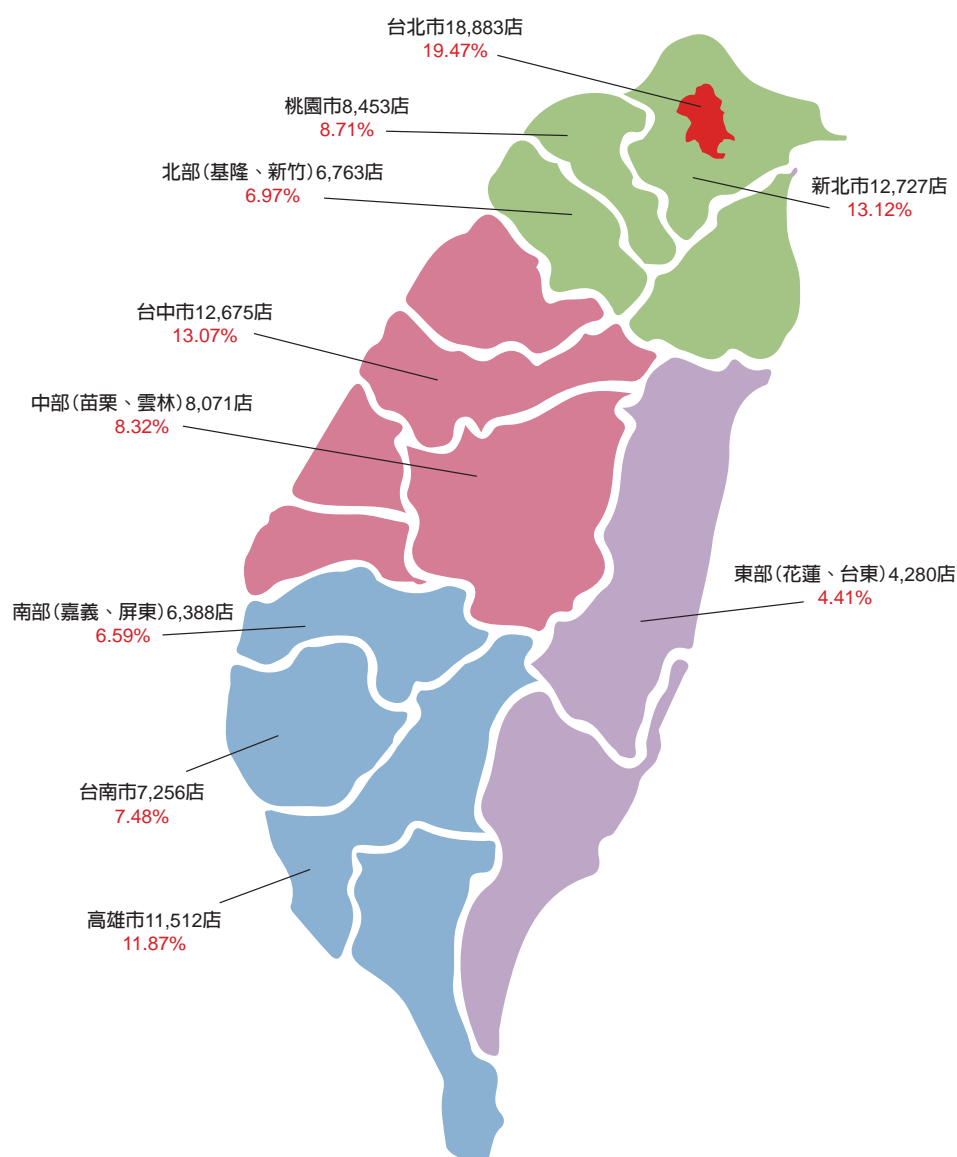 台北市18,883店
19.47%
桃園市8,453店
8.71%
北部(基隆、新竹)6,763店
6.97%
新北市12,727店
13.12%
台中市12,675店
13.07%
中部(苗栗、雲林)8,071店
8.32%
東部(花蓮、台東)4,280店
4.41%
南部(嘉義、屏東)6,388店
6.59%
台南市7,256店
7.48%
高雄市11,512店
11.87%